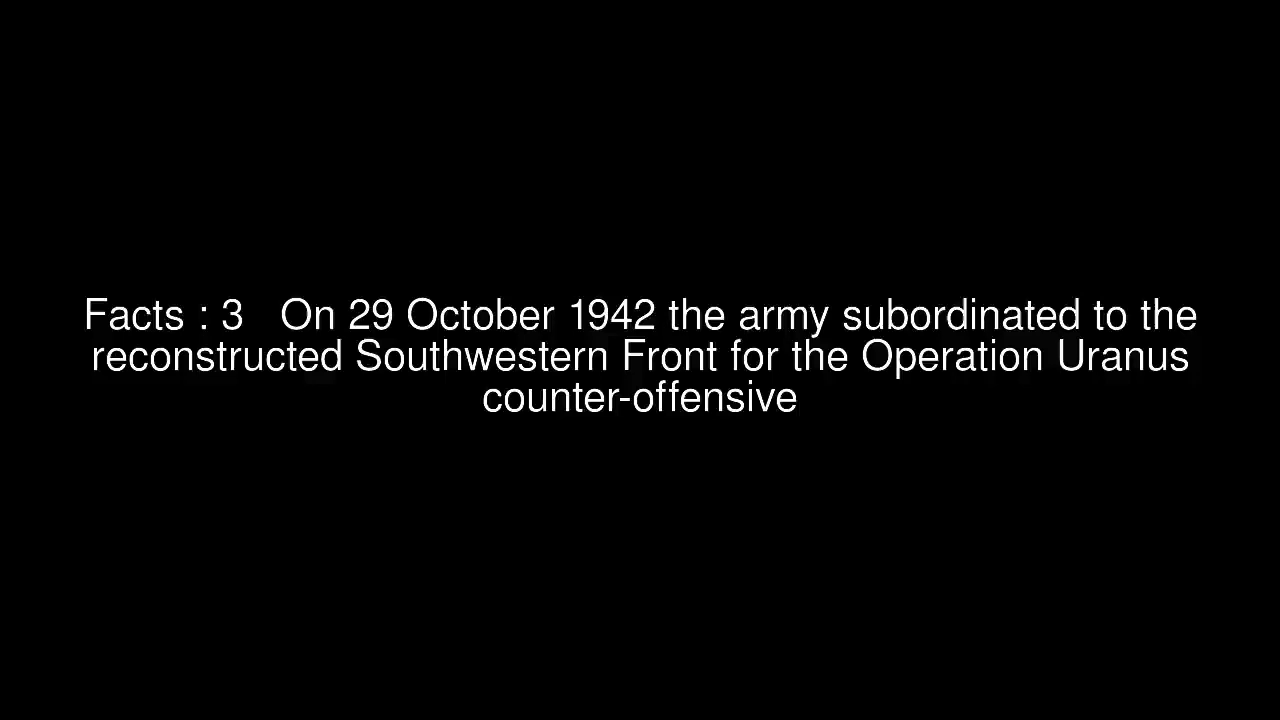 Facts : 3   On 29 October 1942 the army subordinated to the
reconstructed Southwestern Front for the Operation Uranus
counter-offensive